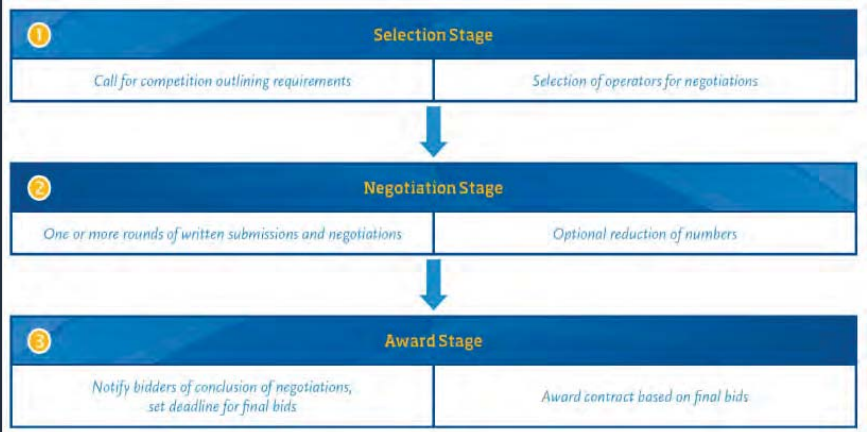 1
Selection Stage
Call for competition outlining requirements
Selection of operators for negotiations
2
Negotiation Stage
One or more rounds of written submissions and negotiations
Optional reduction of numbers
3
Award Stage
Notify bidders of conclusion of negotiations,
set deadline for final bids
Award contract based on final bids